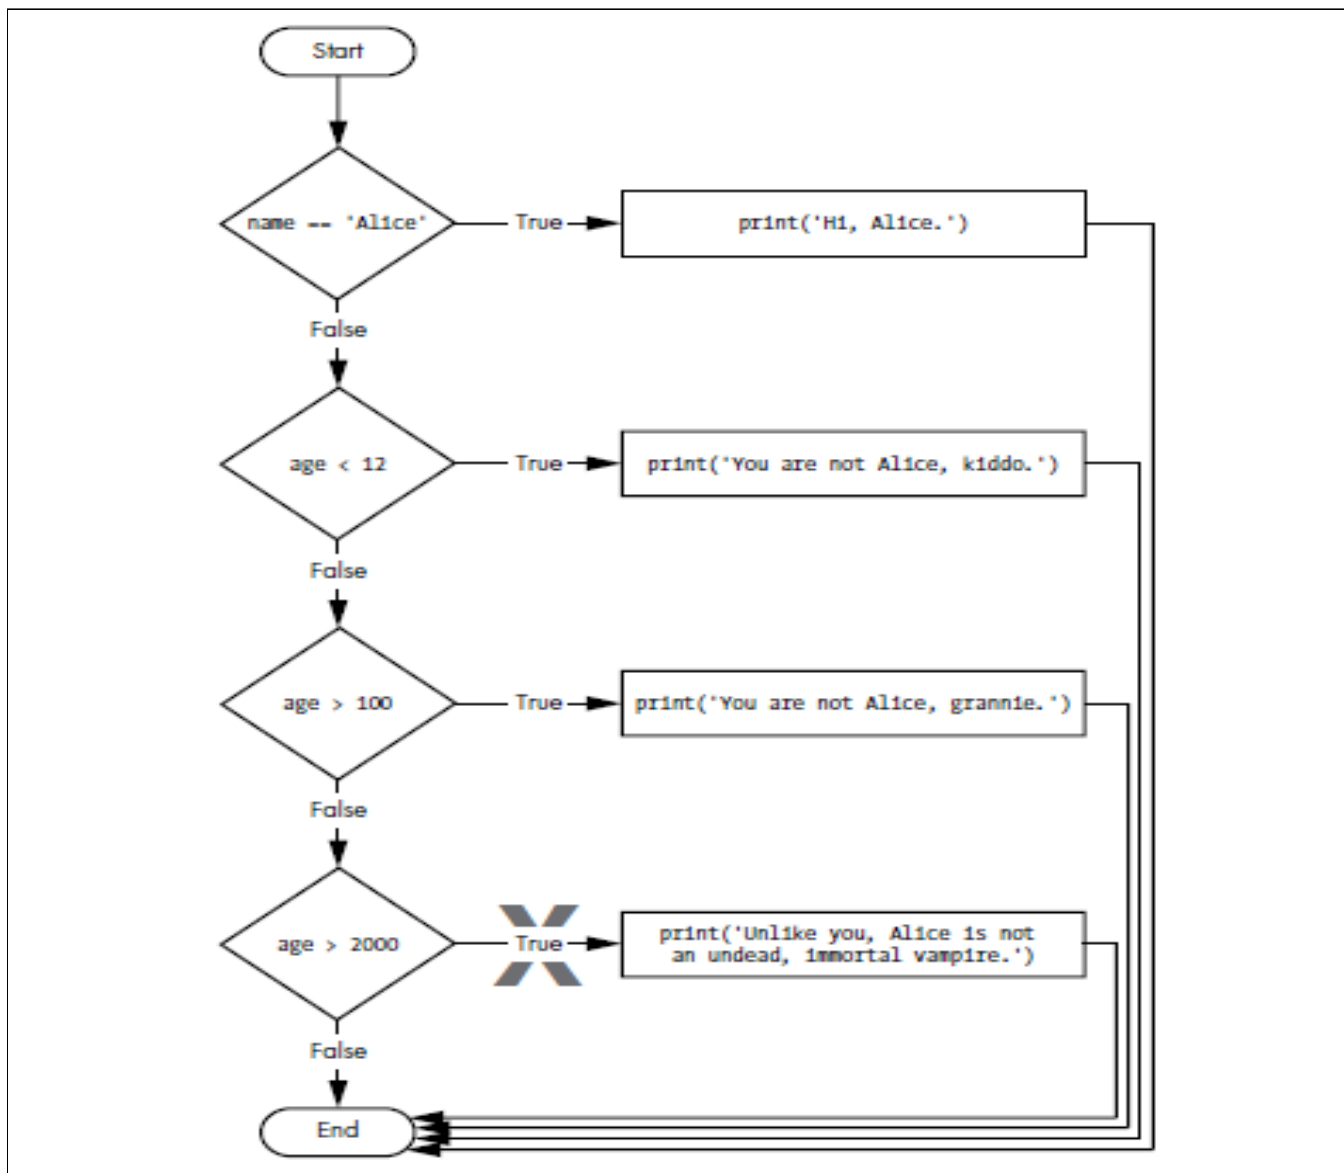 Start
name == 'Alice'
True
print('Hi, Alice.')
False
age < 12
True
print('You are not Alice, kiddo.')
False
age > 100
True
print('You are not Alice, grannie.')
False
age > 2000
X
True
print('Unlike you, Alice is not
an undead, immortal vampire.')
False
End